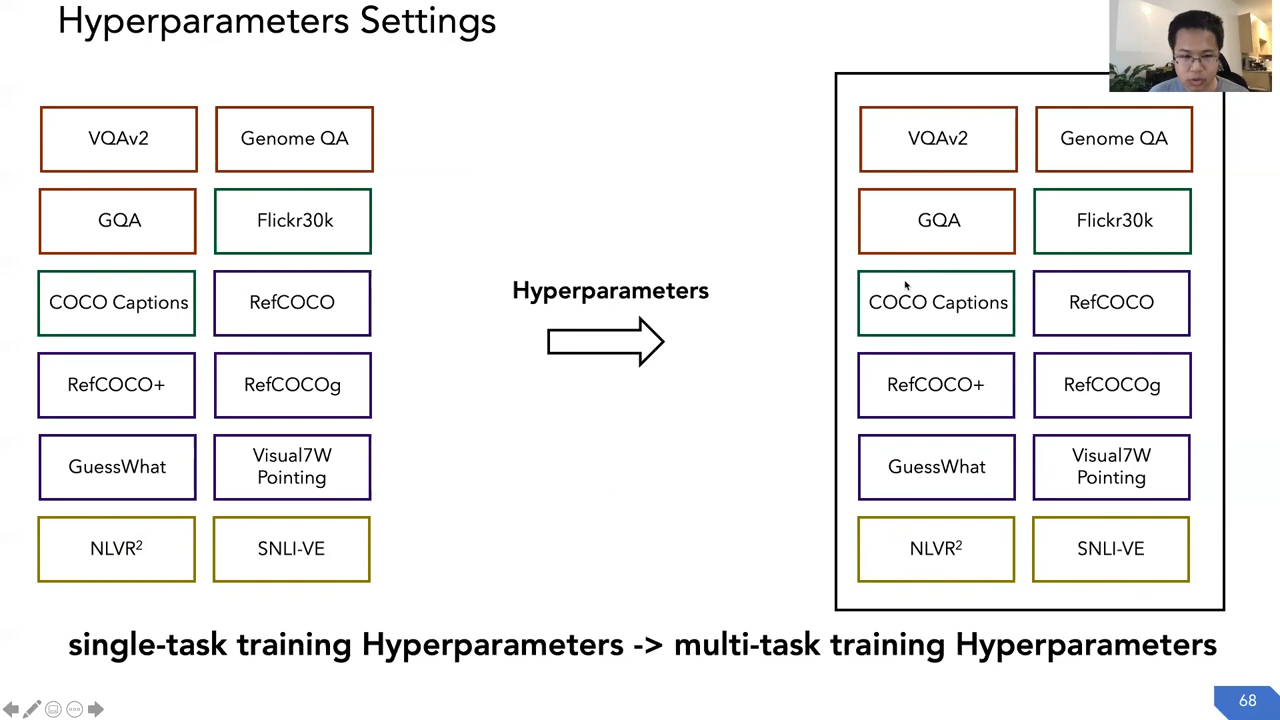 Hyperparameters Settings
VQAv2
Genome QA
GQA
Flickr30k
COCO Captions
RefCOCO
RefCOCO+
RefCOCOg
GuessWhat
Visual7W
Pointing
NLVR²
SNLI-VE
Hyperparameters
VQAv2
Genome QA
GQA
Flickr30k
COCO Captions
RefCOCO
RefCOCO+
RefCOCOg
GuessWhat
Visual7W
Pointing
NLVR²
SNLI-VE
single-task training Hyperparameters -> multi-task training Hyperparameters
68